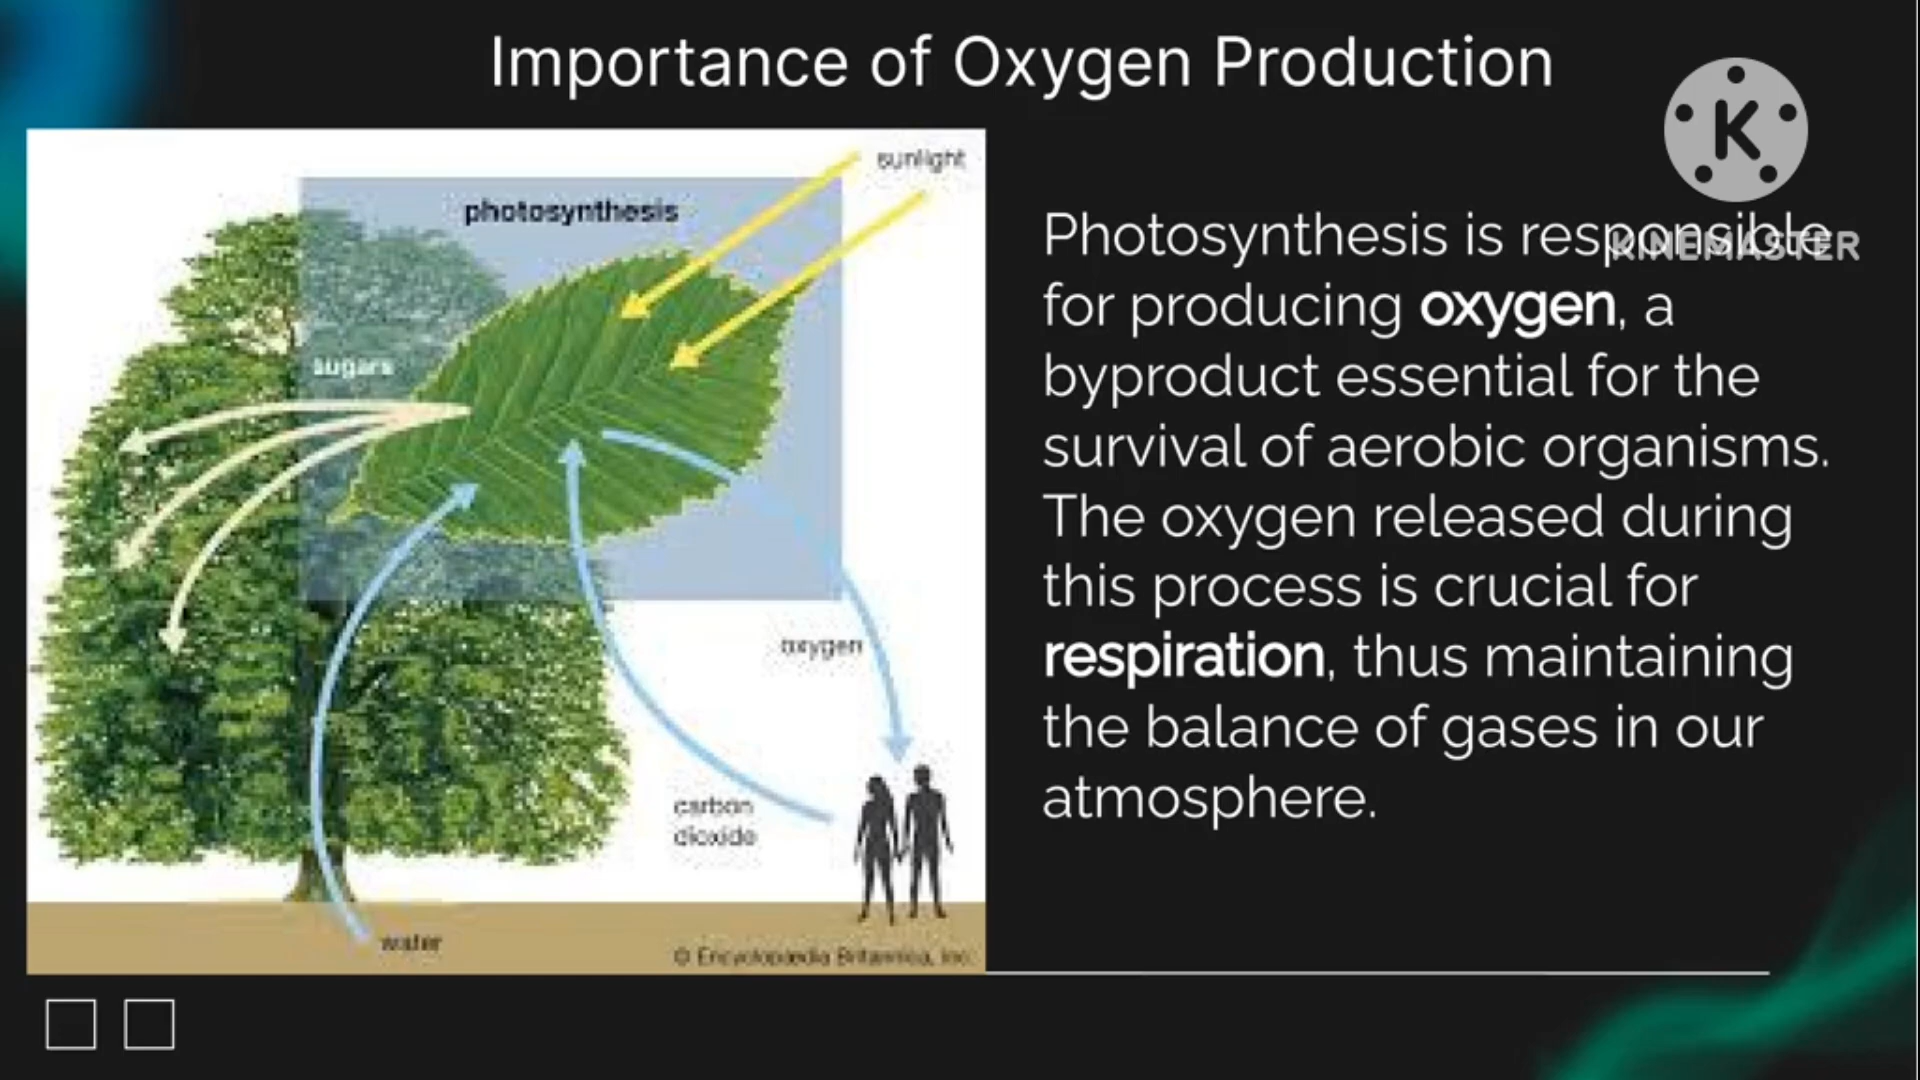 Importance of Oxygen Production
K
KINEMASTER
sunlight
photosynthesis
sugars
oxygen
carbon
dioxide
water
© Encyclopædia Britannica, Inc.
Photosynthesis is responsible
for producing oxygen, a
byproduct essential for the
survival of aerobic organisms.
The oxygen released during
this process is crucial for
respiration, thus maintaining
the balance of gases in our
atmosphere.